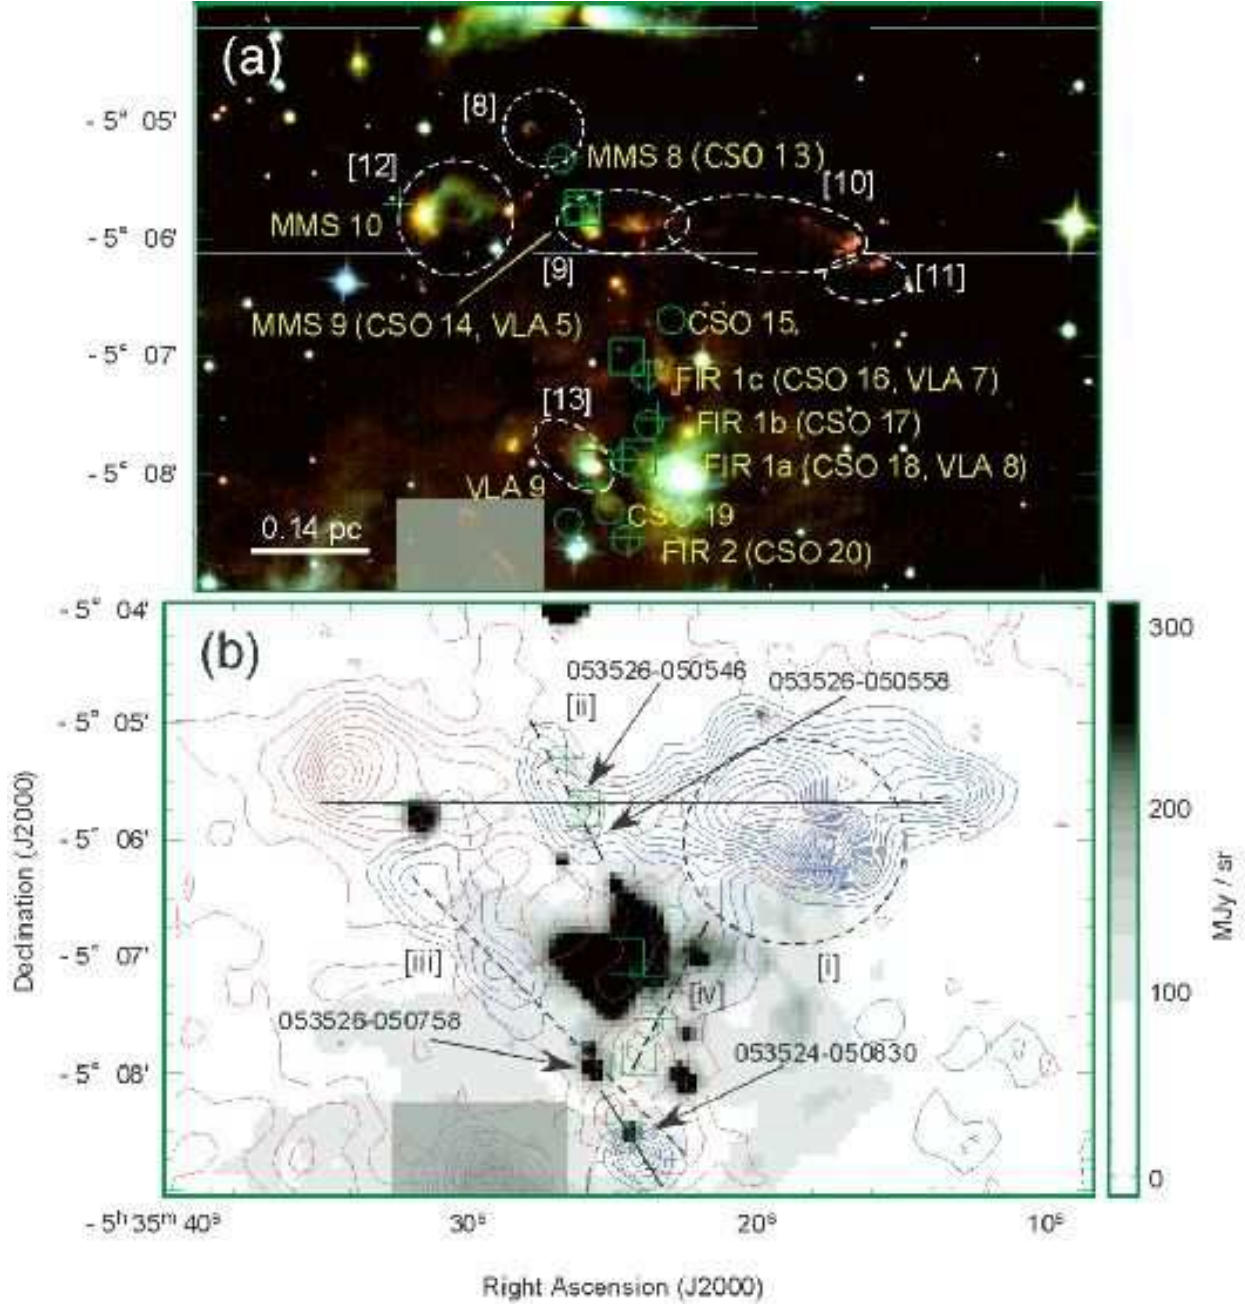 (a)
- 5° 05'
[8]
MMS 8 (CSO 13)
[12]
[10]
MMS 10
- 5° 06'
[9]
[11]
MMS 9 (CSO 14, VLA 5)
CSO 15
- 5° 07'
FIR 1c (CSO 16, VLA 7)
[13]
FIR 1b (CSO 17)
FIR 1a (CSO 18, VLA 8)
- 5° 08'
VLA 9
CSO 19
0.14 pc
FIR 2 (CSO 20)
- 5° 04'
(b)
300
053526-050546
053526-050558
[ii]
- 5° 05'
200
- 5° 06'
Declination (J2000)
MJy / sr
- 5° 07'
[iii]
[i]
[iv]
100
053526-050758
053524-050830
- 5° 08'
0
- 5h 35m 40s
30s
20s
10s
Right Ascension (J2000)